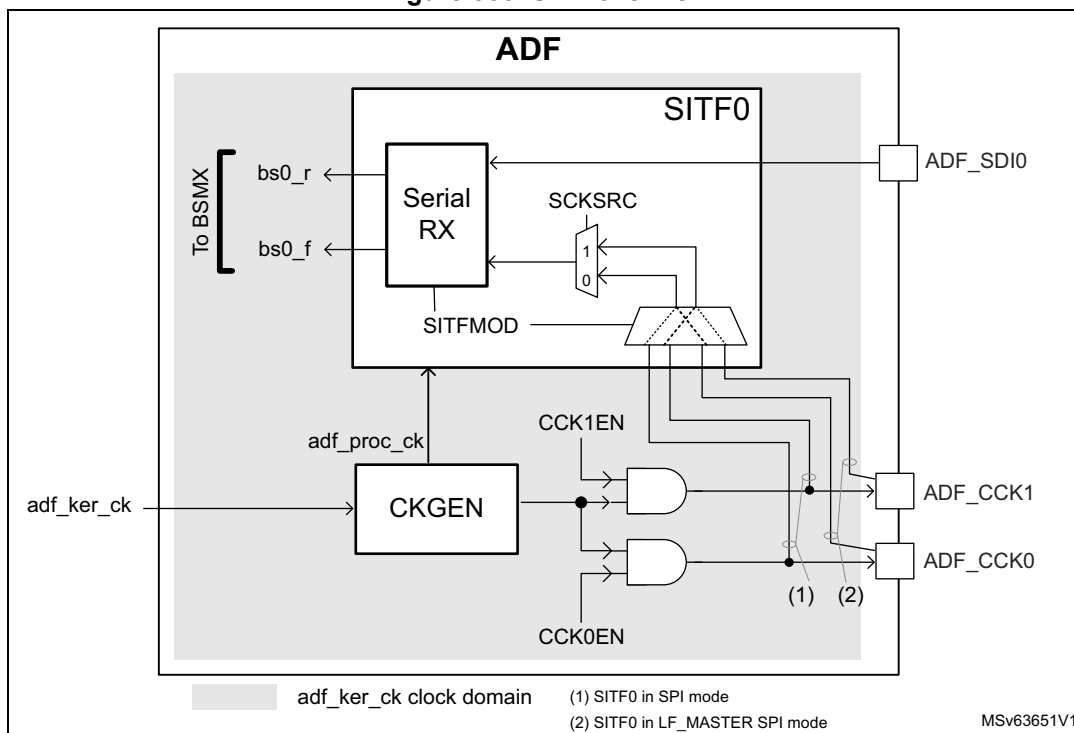 ADF
SITF0
To BSMX
bs0_r
bs0_f
Serial
RX
SCKSRC
1
0
SITFMOD
ADF_SDI0
adf_proc_ck
CCK1EN
adf_ker_ck
CKGEN
ADF_CCK1
ADF_CCK0
(1)
(2)
CCK0EN
adf_ker_ck clock domain
(1) SITF0 in SPI mode
(2) SITF0 in LF_MASTER SPI mode
MSv63651V1